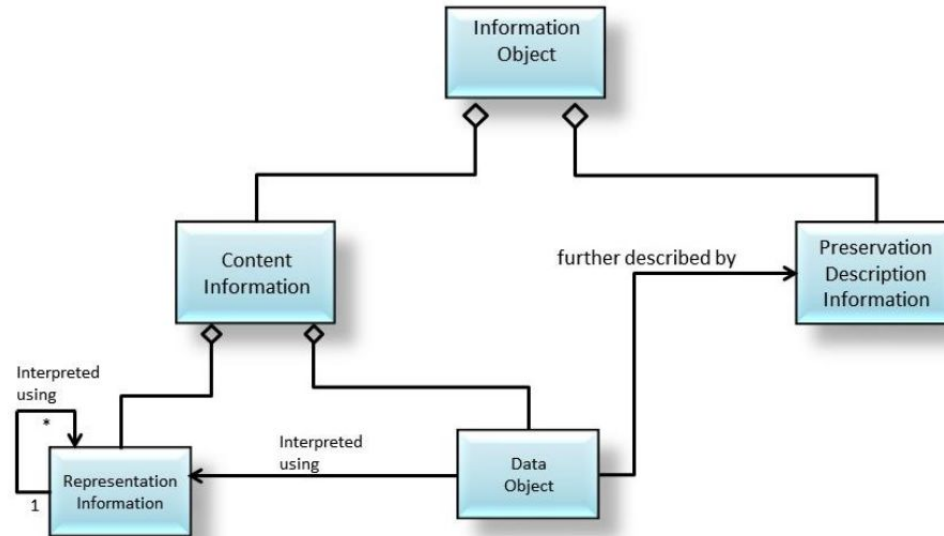 Information
Object
Content
Information
further described by
Preservation
Description
Information
Interpreted
using
*
1
Representation
Information
Interpreted
using
Data
Object